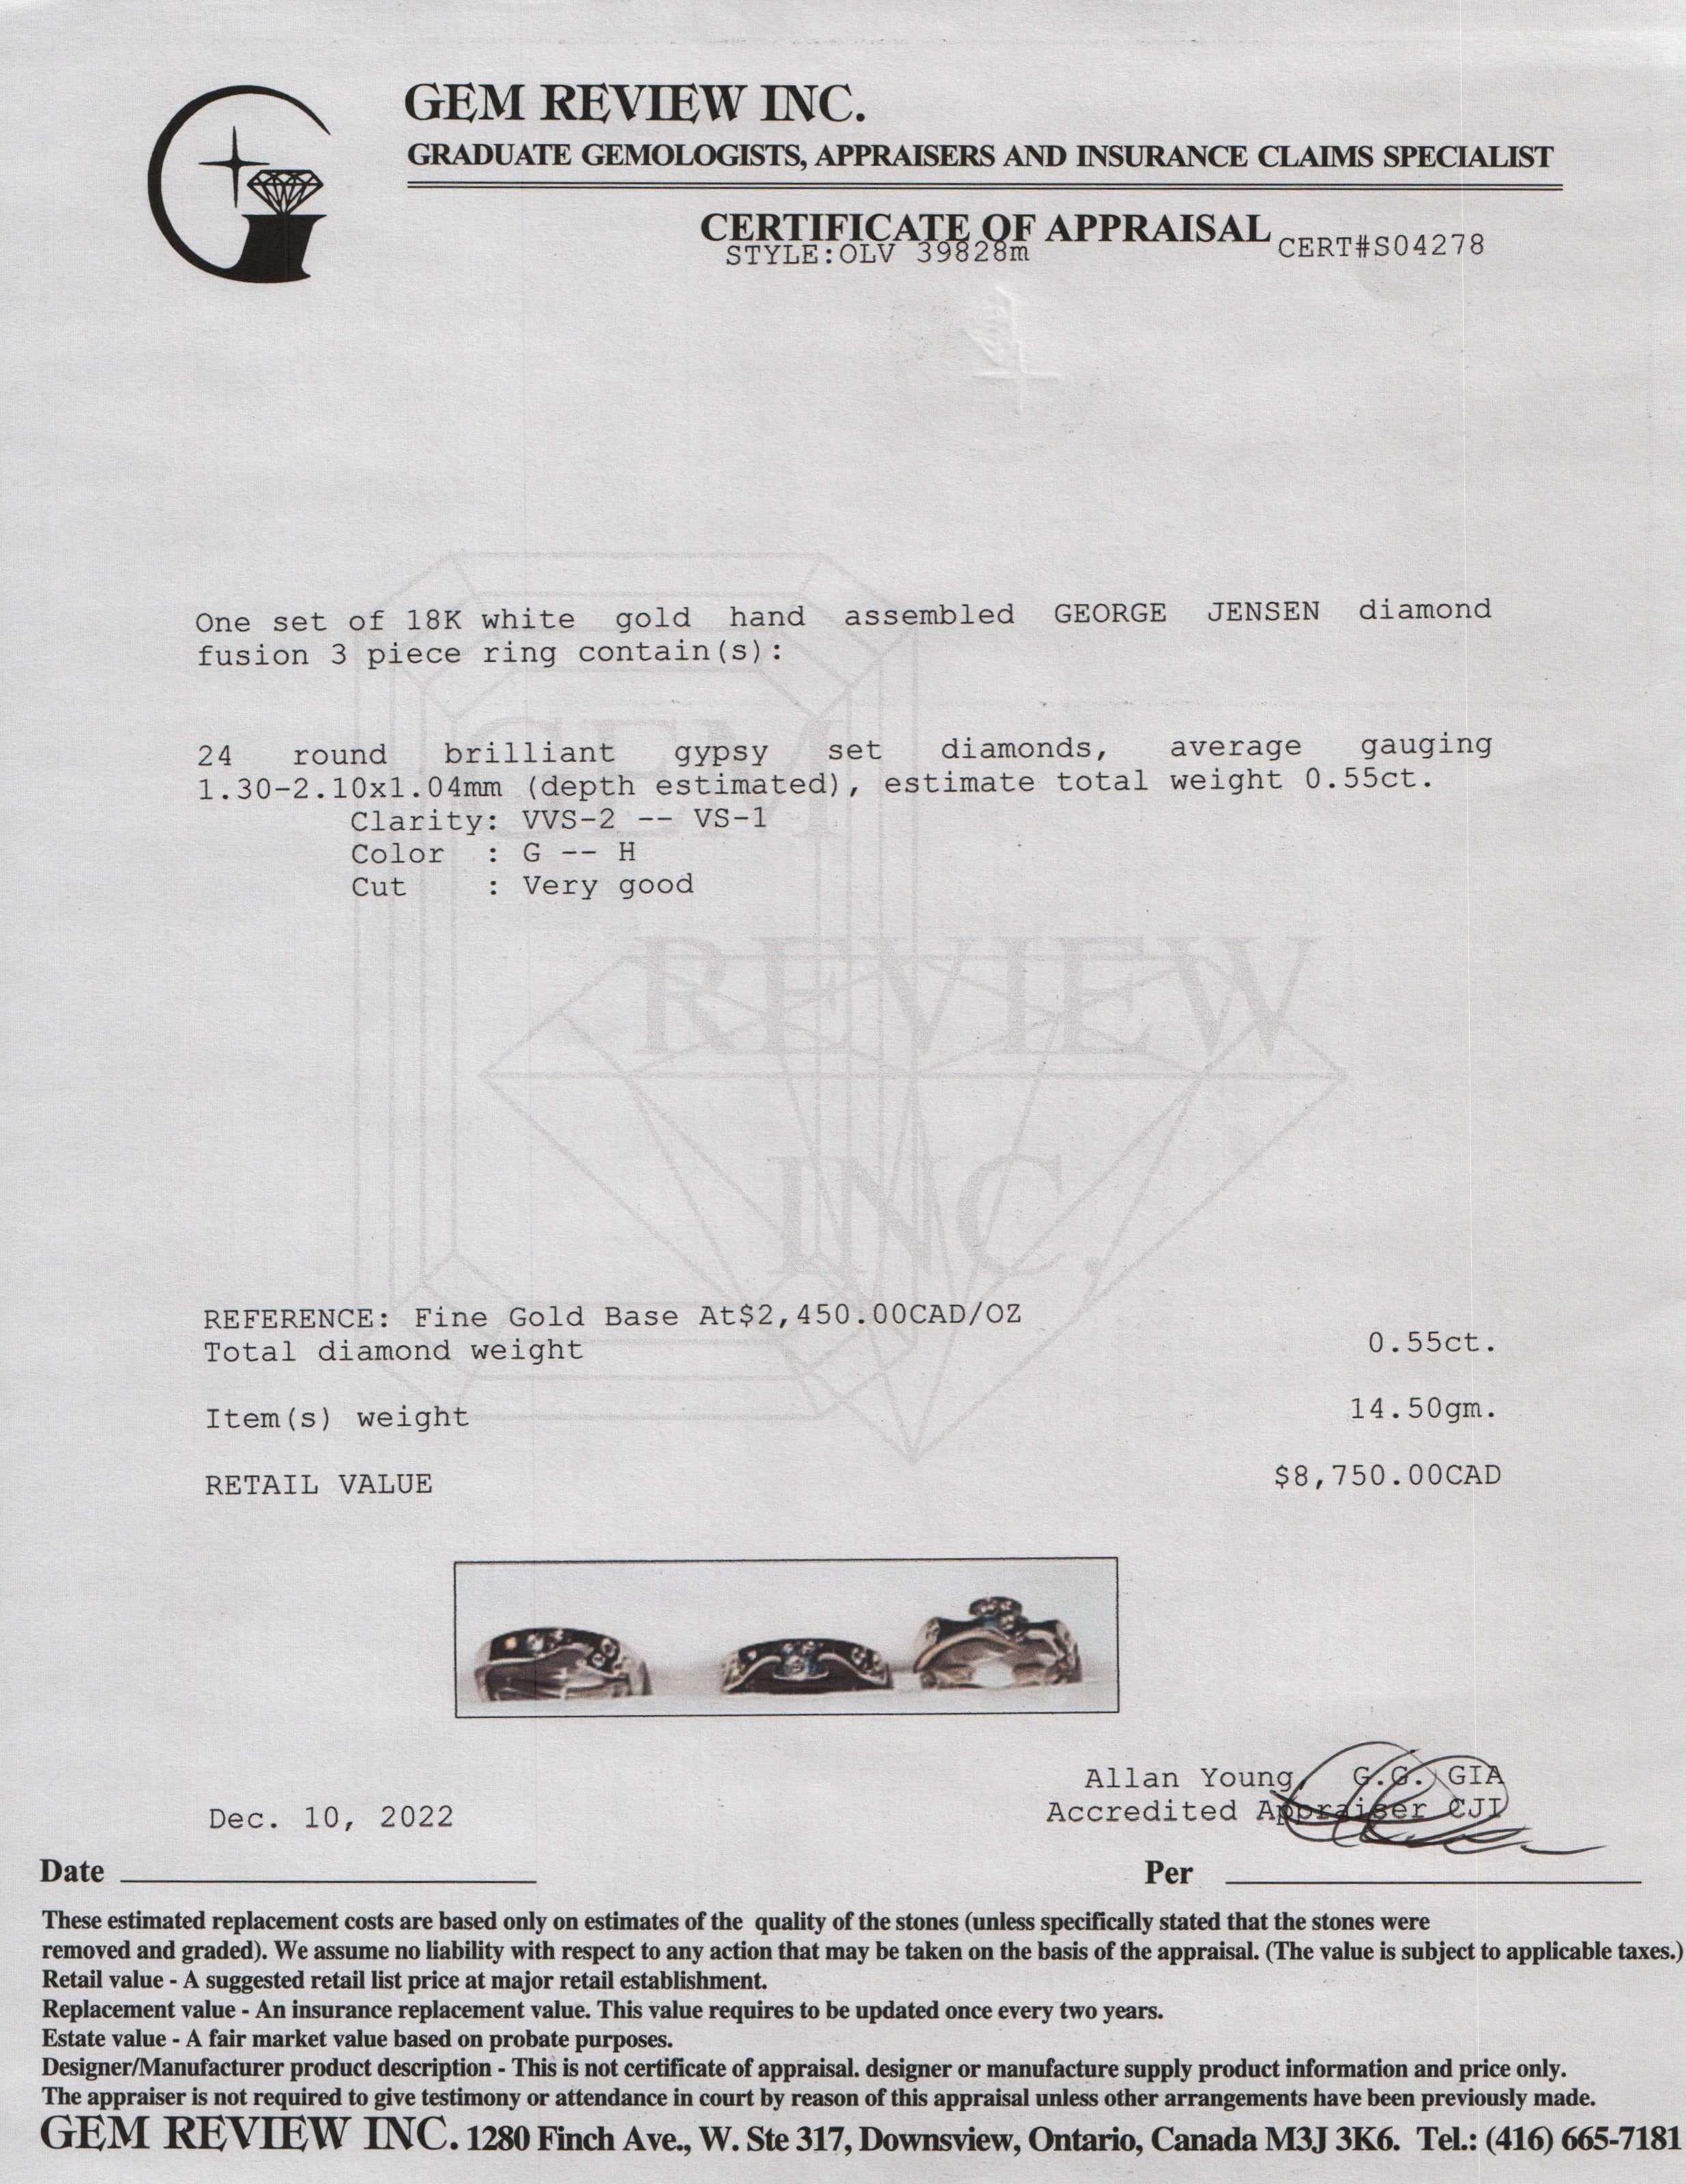 GEM REVIEW INC.
GRADUATE GEMOLOGISTS, APPRAISERS AND INSURANCE CLAIMS SPECIALIST
CERTIFICATE OF APPRAISAL
STYLE:OLV 39828m
CERT#S04278
One set of 18K white gold hand assembled GEORGE JENSEN diamond
fusion 3 piece ring contain(s):
24 round brilliant gypsy set diamonds, average gauging
1.30-2.10x1.04mm (depth estimated), estimate total weight 0.55ct.
Clarity: VVS-2 -- VS-1
Color : G -- H
Cut : Very good
GEM
REVIEW
INC.
REFERENCE: Fine Gold Base At$2,450.00CAD/OZ
Total diamond weight 0.55ct.
Item(s) weight 14.50gm.
RETAIL VALUE $8,750.00CAD
Allan Young, G.G. GIA
Accredited Appraiser CJI
Dec. 10, 2022
Date
Per
These estimated replacement costs are based only on estimates of the quality of the stones (unless specifically stated that the stones were
removed and graded). We assume no liability with respect to any action that may be taken on the basis of the appraisal. (The value is subject to applicable taxes.)
Retail value - A suggested retail list price at major retail establishment.
Replacement value - An insurance replacement value. This value requires to be updated once every two years.
Estate value - A fair market value based on probate purposes.
Designer/Manufacturer product description - This is not certificate of appraisal. designer or manufacture supply product information and price only.
The appraiser is not required to give testimony or attendance in court by reason of this appraisal unless other arrangements have been previously made.
GEM REVIEW INC. 1280 Finch Ave., W. Ste 317, Downsview, Ontario, Canada M3J 3K6. Tel.: (416) 665-7181